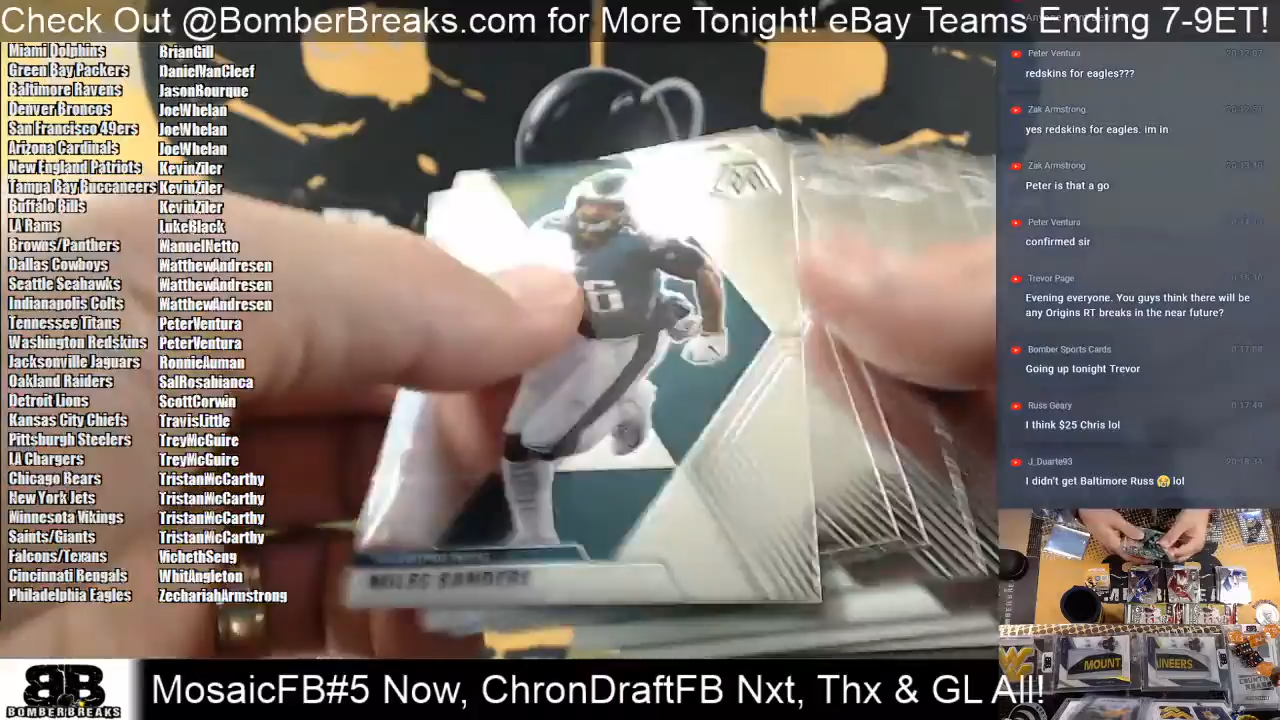 Check Out @BomberBreaks.com for More Tonight! eBay Teams Ending 7-9ET!
Miami Dolphins BrianGill
Green Bay Packers DanielVanCleef
Baltimore Ravens JasonBourque
Denver Broncos JoeWhelan
San Francisco 49ers JoeWhelan
Arizona Cardinals JoeWhelan
New England Patriots KevinZiler
Tampa Bay Buccaneers KevinZiler
Buffalo Bills KevinZiler
LA Rams LukeBlack
Browns/Panthers ManuelNetto
Dallas Cowboys MatthewAndresen
Seattle Seahawks MatthewAndresen
Indianapolis Colts MatthewAndresen
Tennessee Titans PeterVentura
Washington Redskins PeterVentura
Jacksonville Jaguars RonnieAuman
Oakland Raiders SalRosabianca
Detroit Lions ScottCorwin
Kansas City Chiefs TravisLittle
Pittsburgh Steelers TreyMcGuire
LA Chargers TreyMcGuire
Chicago Bears TristanMcCarthy
New York Jets TristanMcCarthy
Minnesota Vikings TristanMcCarthy
Saints/Giants TristanMcCarthy
Falcons/Texans VichethSeng
Cincinnati Bengals WhitAngleton
Philadelphia Eagles ZechariahArmstrong
MILES SANDERS
Peter Ventura
redskins for eagles???
Zak Armstrong
yes redskins for eagles. im in
Zak Armstrong
Peter is that a go
Peter Ventura
confirmed sir
Trevor Page
Evening everyone. You guys think there will be
any Origins RT breaks in the near future?
Bomber Sports Cards
Going up tonight Trevor
Russ Geary
I think $25 Chris lol
J_Duarte93
I didn't get Baltimore Russ 😢 lol
MOUNT INEERS
BOMBERBREAKS
MosaicFB#5 Now, ChronDraftFB Nxt, Thx & GL All!